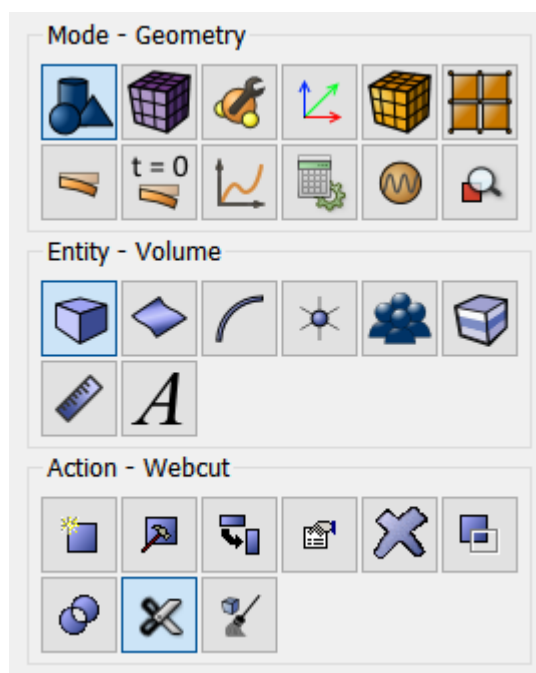 Mode - Geometry
t = 0
Entity - Volume
A
Action - Webcut